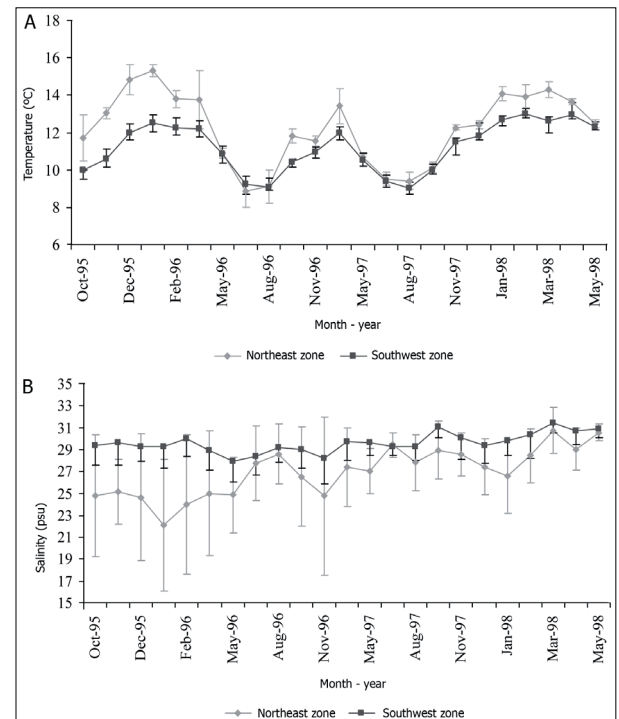 A
18
16
14
12
10
8
6
Temperature (ºC)
Oct-95
Dec-95
Feb-96
May-96
Aug-96
Nov-96
May-97
Aug-97
Nov-97
Jan-98
Mar-98
May-98
Month - year
Northeast zone
Southwest zone
B
35
33
31
29
27
25
23
21
19
17
15
Salinity (psu)
Oct-95
Dec-95
Feb-96
May-96
Aug-96
Nov-96
May-97
Aug-97
Nov-97
Jan-98
Mar-98
May-98
Month - year
Northeast zone
Southwest zone